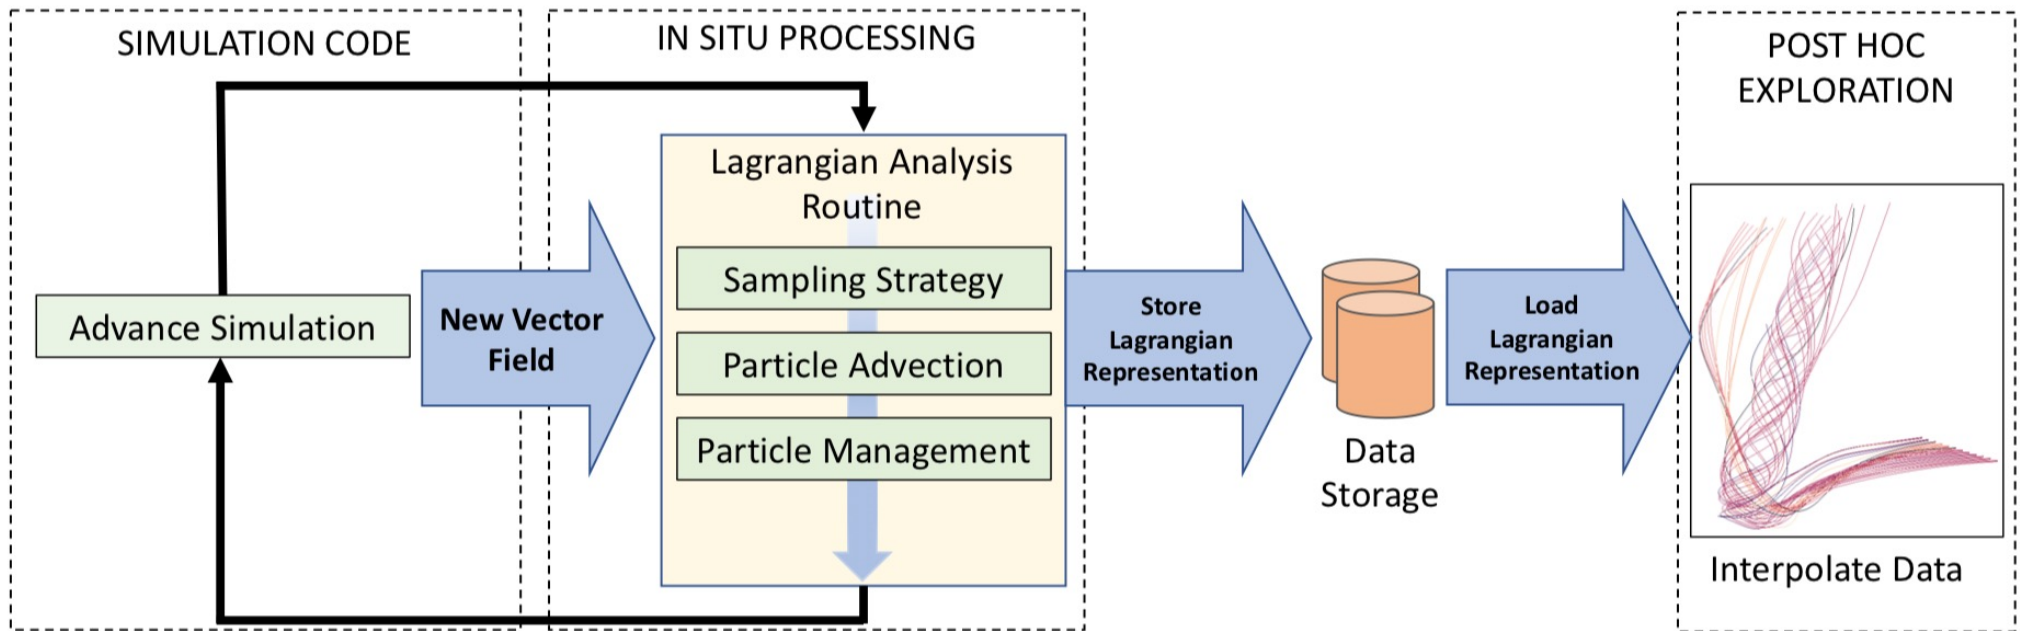 SIMULATION CODE
IN SITU PROCESSING
POST HOC
EXPLORATION
Lagrangian Analysis
Routine
Sampling Strategy
Particle Advection
Particle Management
Advance Simulation
New Vector
Field
Store
Lagrangian
Representation
Data
Storage
Load
Lagrangian
Representation
Interpolate Data